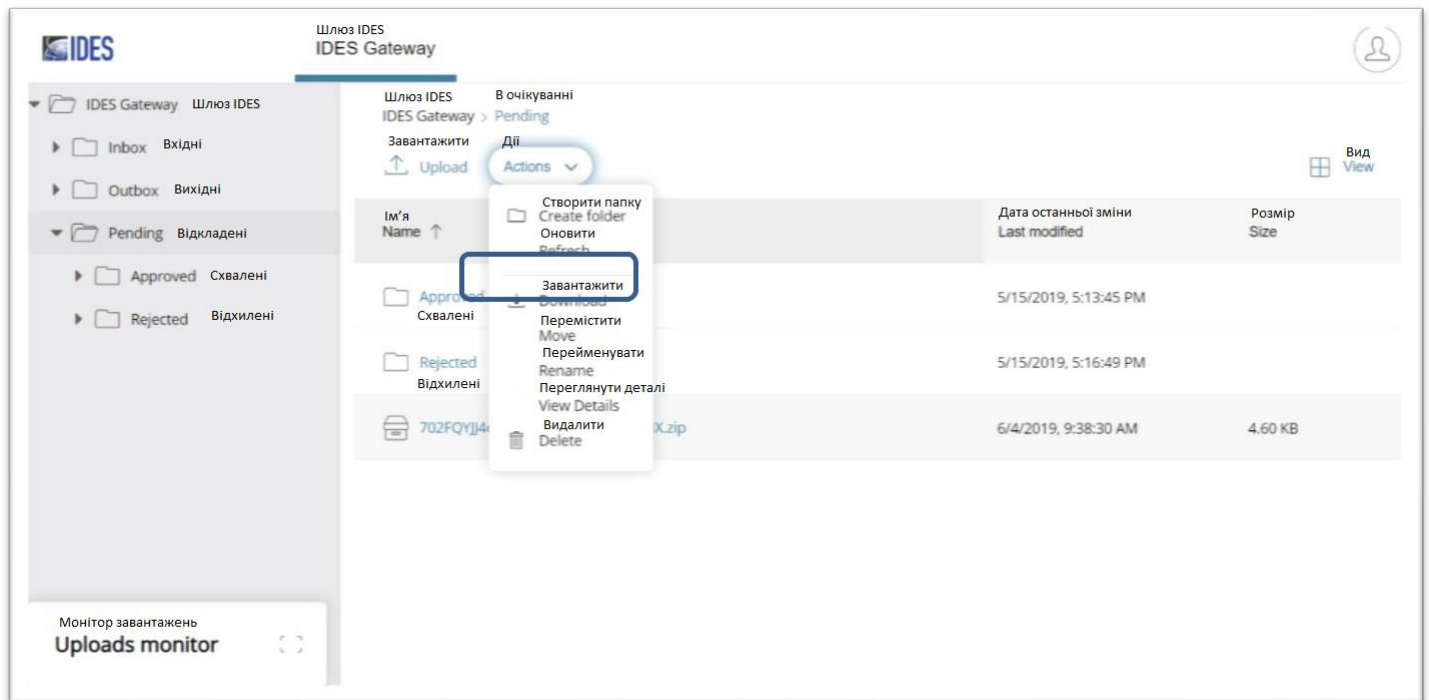 IDES
Шлюз IDES
IDES Gateway
IDES Gateway Шлюз IDES
Inbox Вхідні
Outbox Вихідні
Pending Відкладені
Approved Схвалені
Rejected Відхилені
Монітор завантажень
Uploads monitor
Шлюз IDES В очікуванні
IDES Gateway > Pending
Завантажити Дії
Upload Actions
Вид
View
Створити папку
Create folder
Оновити
Refresh
Завантажити
Download
Перемістити
Move
Перейменувати
Rename
Переглянути деталі
View Details
Видалити
Delete
Ім’я Дата останньої зміни Розмір
Name ↑ Last modified Size
Approved 5/15/2019, 5:13:45 PM
Схвалені
Rejected 5/15/2019, 5:16:49 PM
Відхилені
X.zip 6/4/2019, 9:38:30 AM 4.60 KB